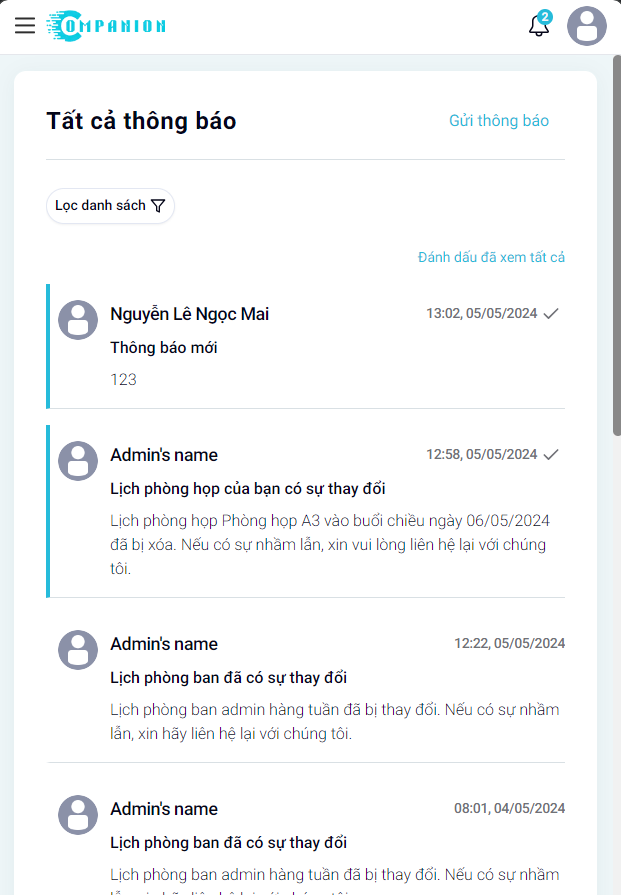 COMPANION
2
Tất cả thông báo
Gửi thông báo
Lọc danh sách
Đánh dấu đã xem tất cả
Nguyễn Lê Ngọc Mai
13:02, 05/05/2024
Thông báo mới
123
Admin's name
12:58, 05/05/2024
Lịch phòng họp của bạn có sự thay đổi
Lịch phòng họp Phòng họp A3 vào buổi chiều ngày 06/05/2024
đã bị xóa. Nếu có sự nhầm lẫn, xin vui lòng liên hệ lại với chúng
tôi.
Admin's name
12:22, 05/05/2024
Lịch phòng ban đã có sự thay đổi
Lịch phòng ban admin hàng tuần đã bị thay đổi. Nếu có sự nhầm
lẫn, xin hãy liên hệ lại với chúng tôi.
Admin's name
08:01, 04/05/2024
Lịch phòng ban đã có sự thay đổi
Lịch phòng ban admin hàng tuần đã bị thay đổi. Nếu có sự nhầm